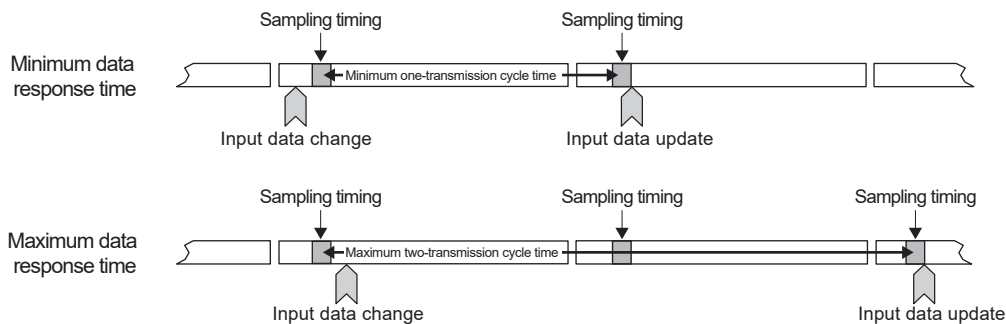 Sampling timing Sampling timing
Minimum data
response time
Minimum one-transmission cycle time
Input data change Input data update
Sampling timing Sampling timing Sampling timing
Maximum data
response time
Maximum two-transmission cycle time
Input data change Input data update